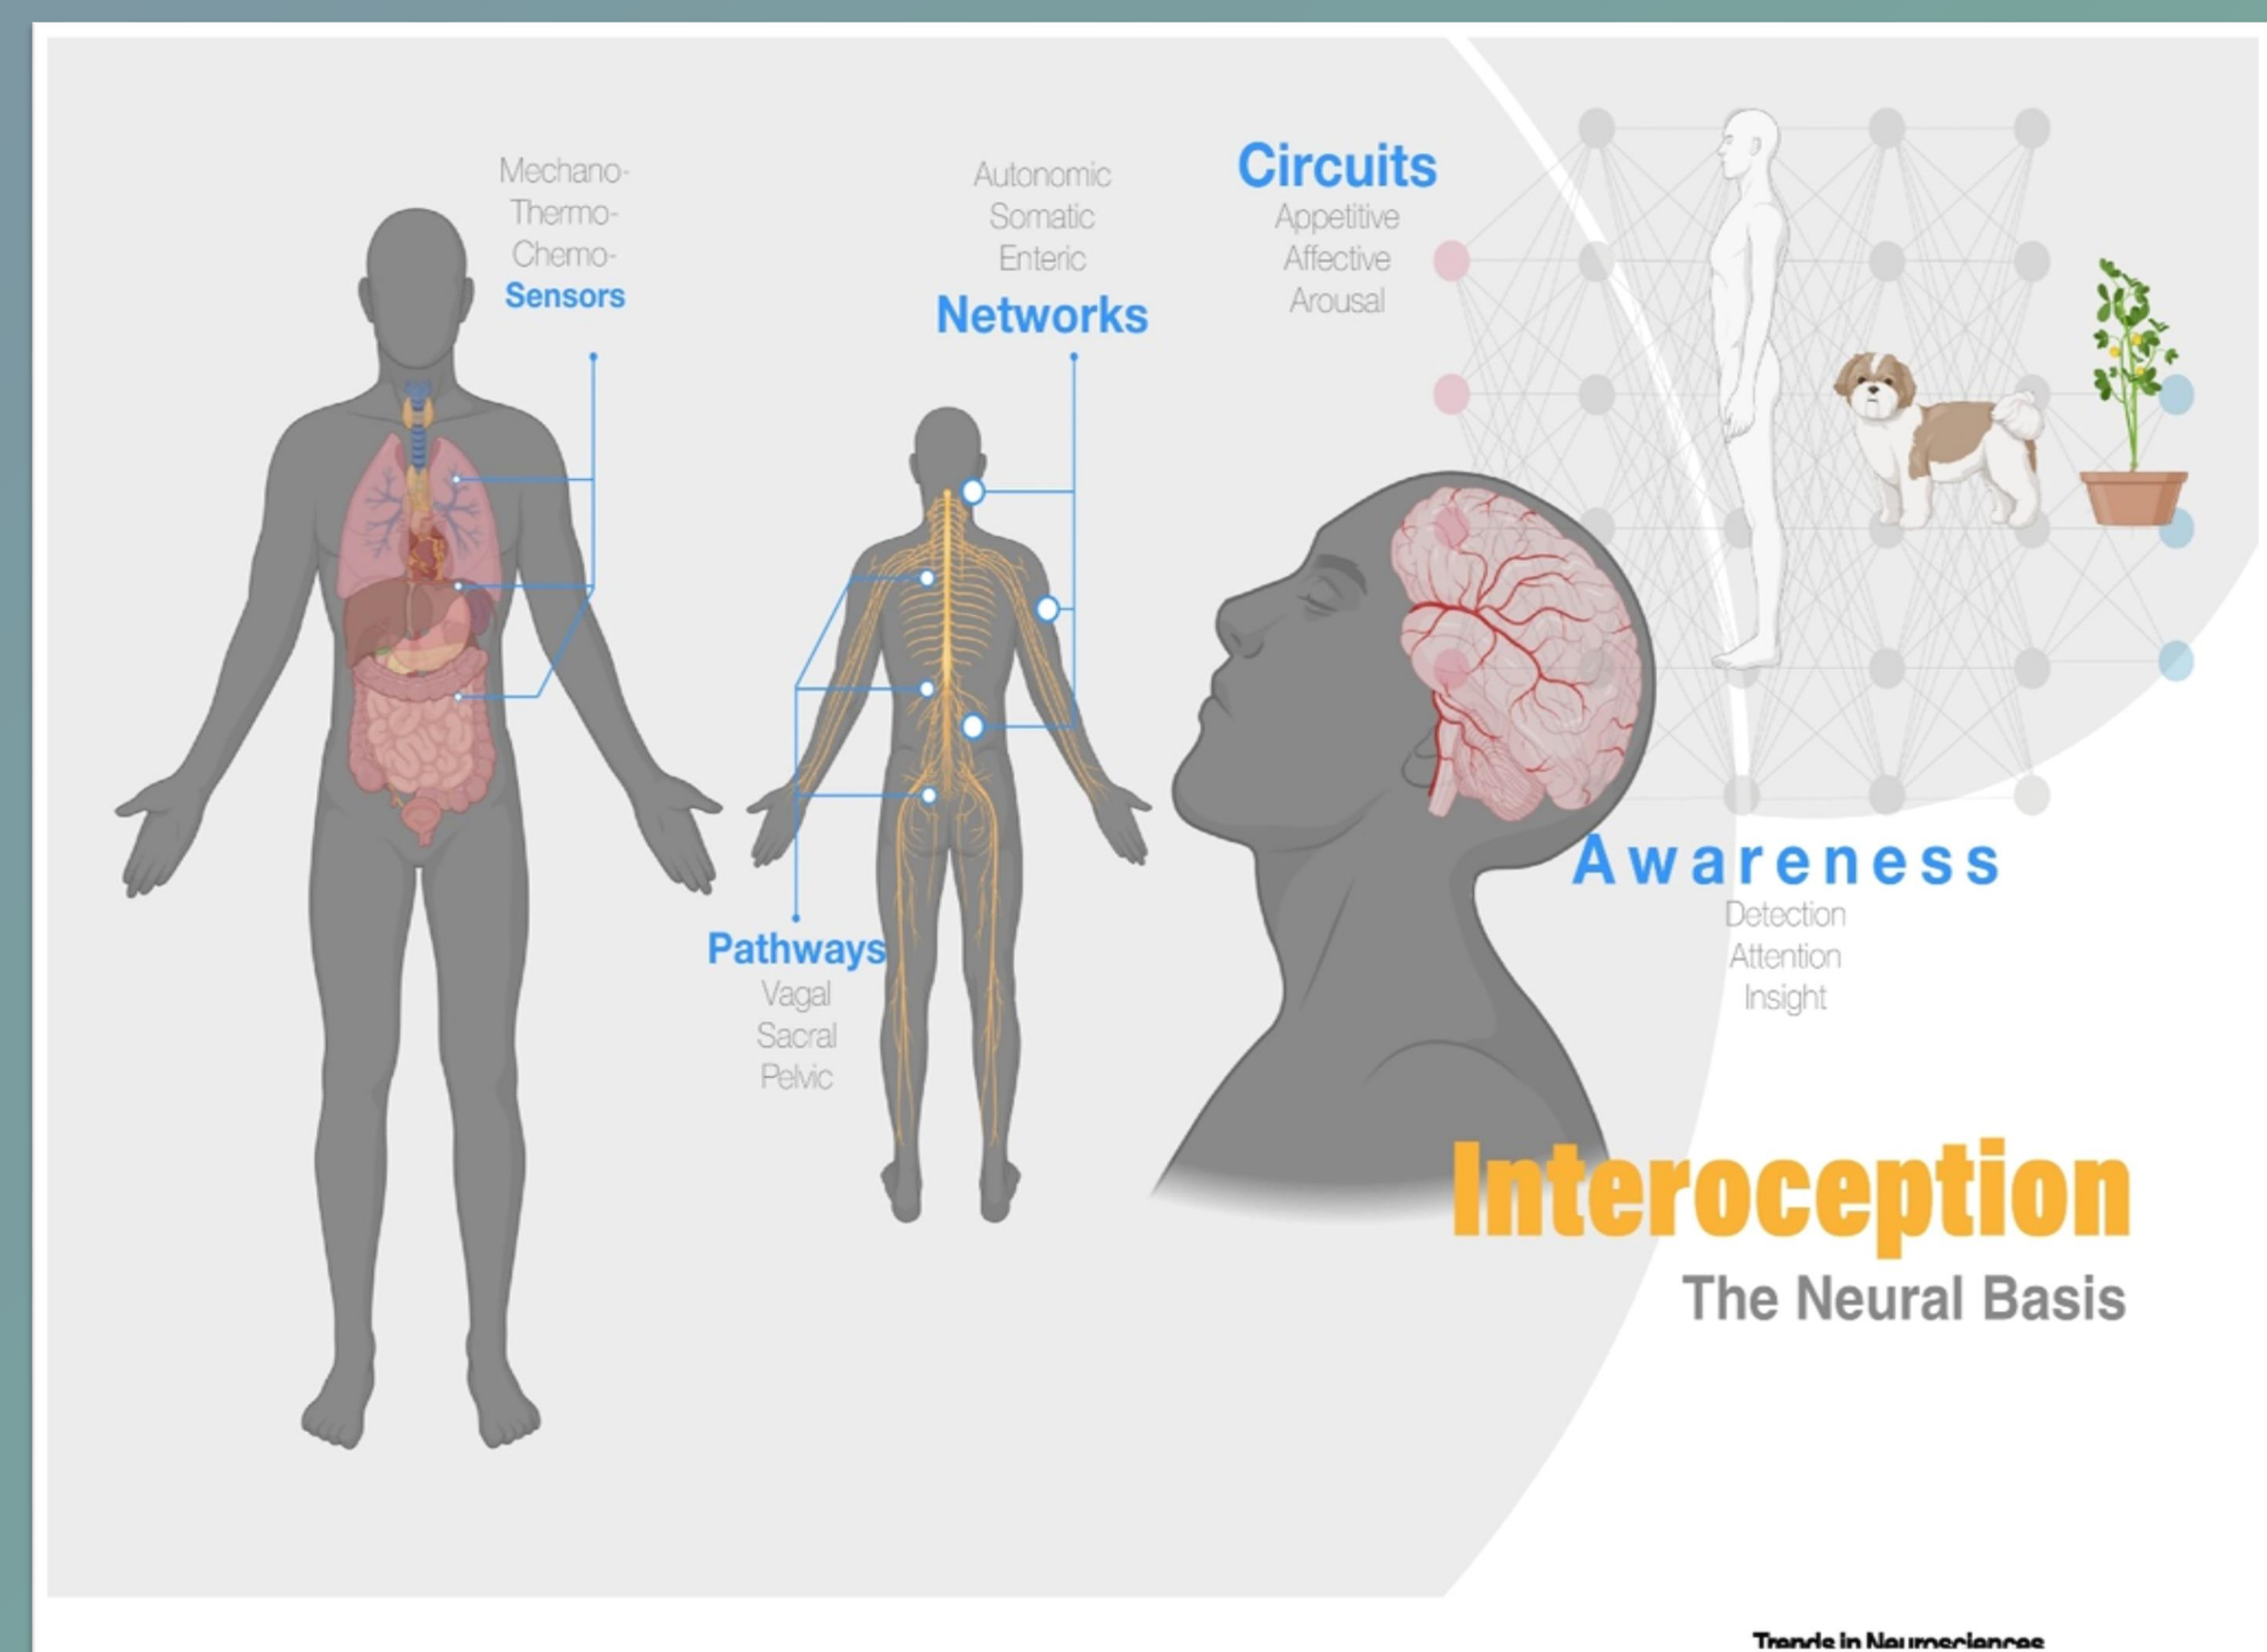 Mechano-
Thermo-
Chemo-
Sensors
Autonomic
Somatic
Enteric
Networks
Circuits
Appetitive
Affective
Arousal
Pathways
Vagal
Sacral
Pelvic
Awareness
Detection
Attention
Insight
Interoception
The Neural Basis
Trends in Neurosciences